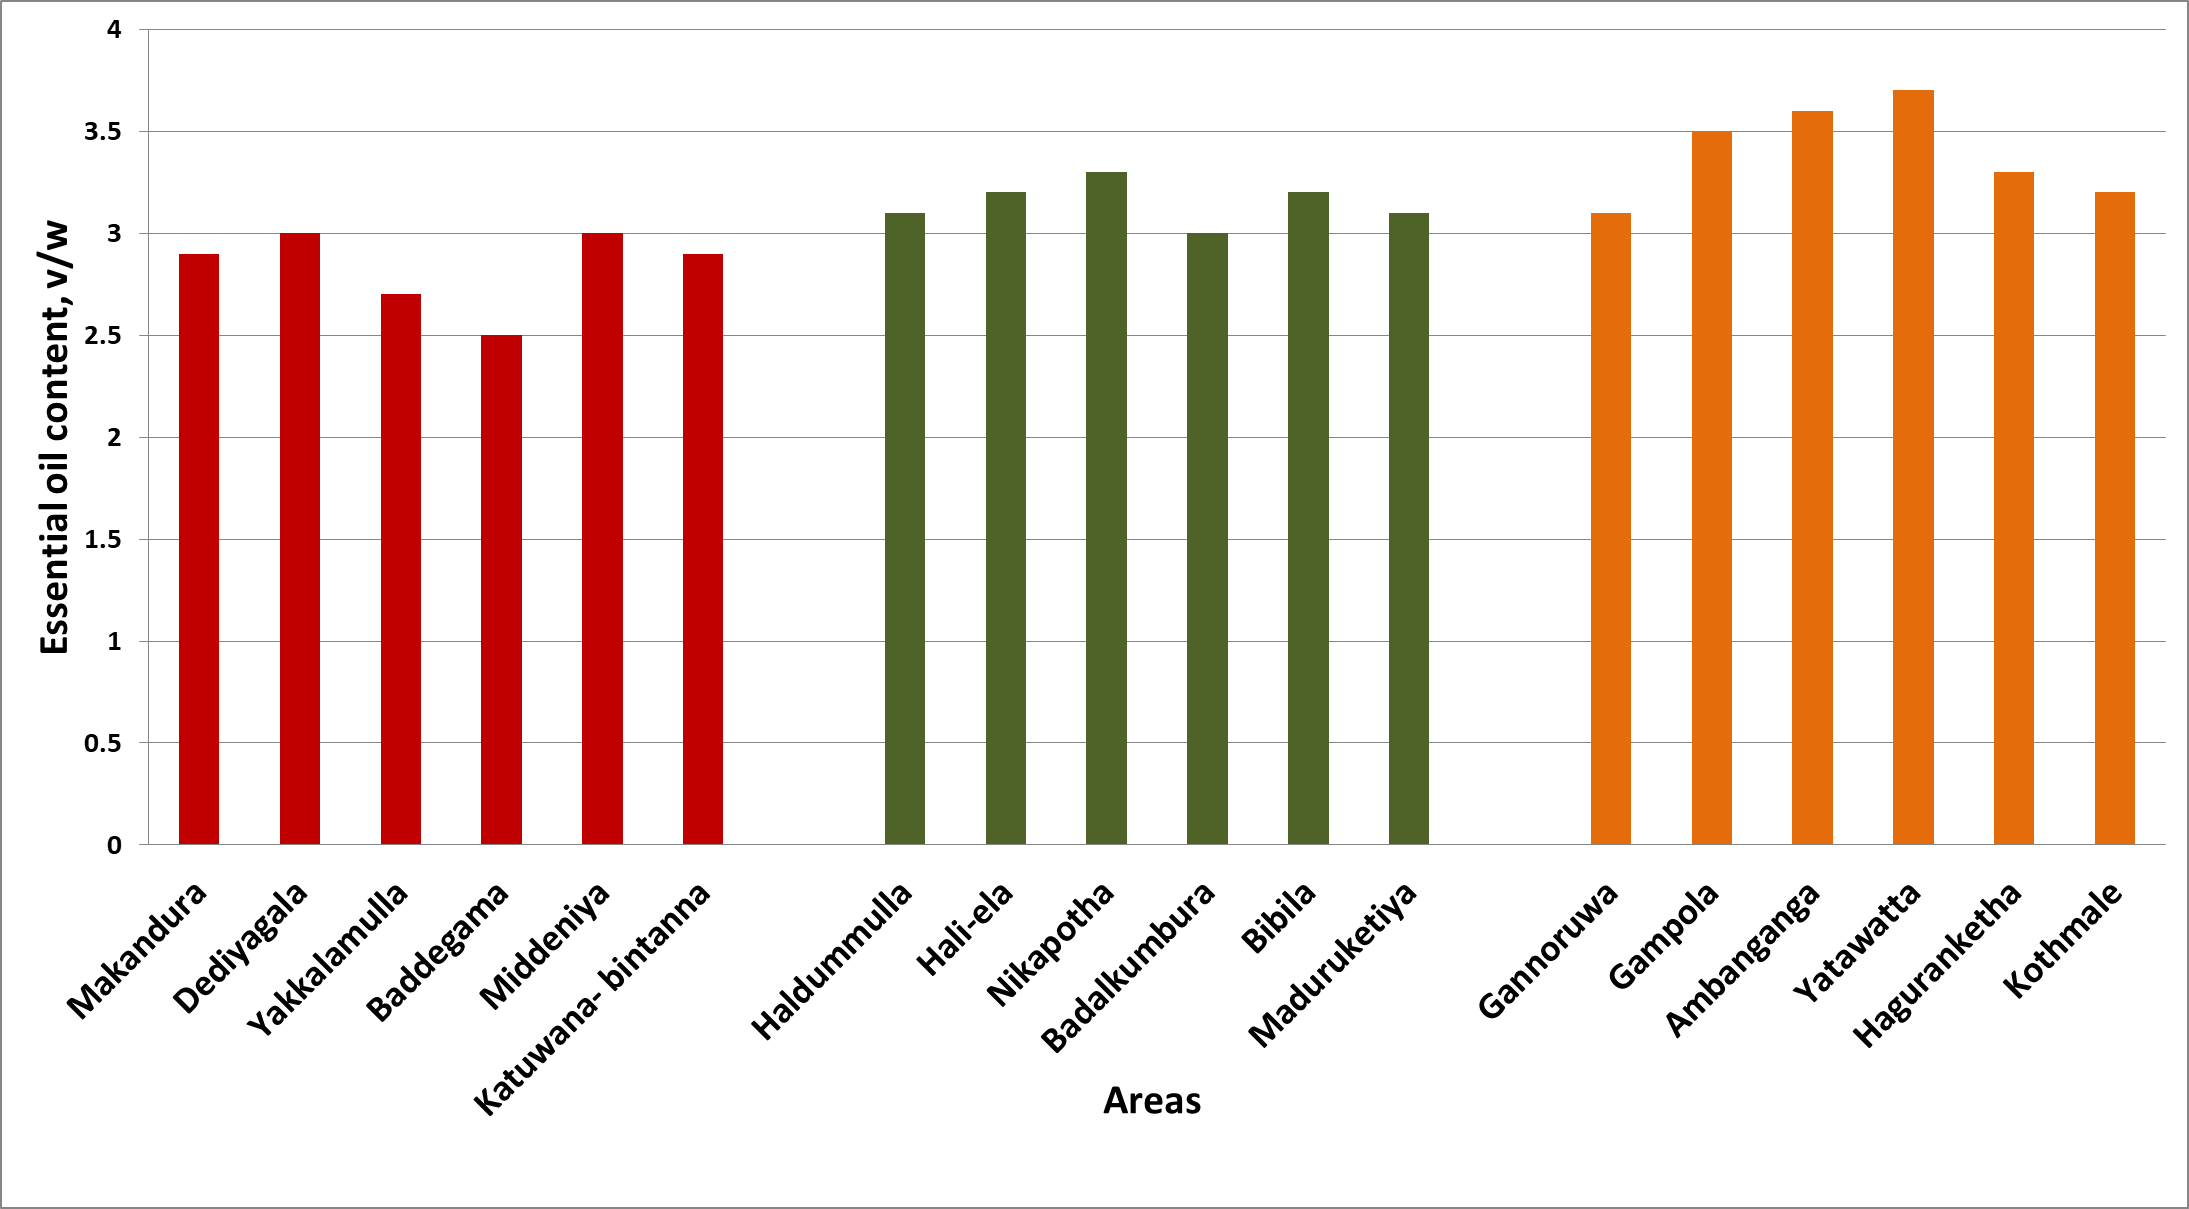 Essential oil content, v/w
4
3.5
3
2.5
2
1.5
1
0.5
0
Makandura
Dediyagala
Yakkalamulla
Baddegama
Middeniya
Katuwana- bintanna
Haldummulla
Hali-ela
Nikapotha
Badalkumbura
Bibila
Maduruketiya
Gannoruwa
Gampola
Ambanganga
Yatawatta
Haguranketha
Kothmale
Areas